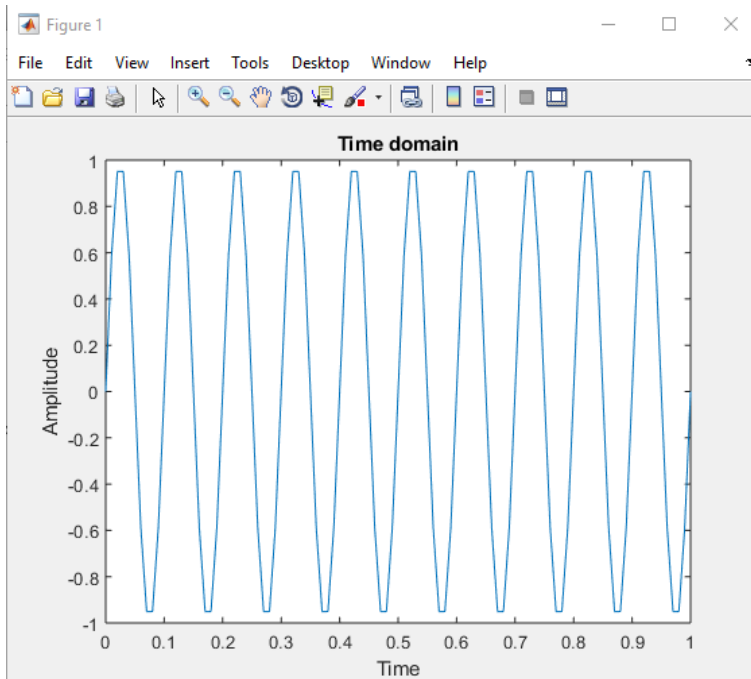 Figure 1
File Edit View Insert Tools Desktop Window Help
Time domain
1
0.8
0.6
0.4
0.2
0
-0.2
-0.4
-0.6
-0.8
-1
Amplitude
0 0.1 0.2 0.3 0.4 0.5 0.6 0.7 0.8 0.9 1
Time